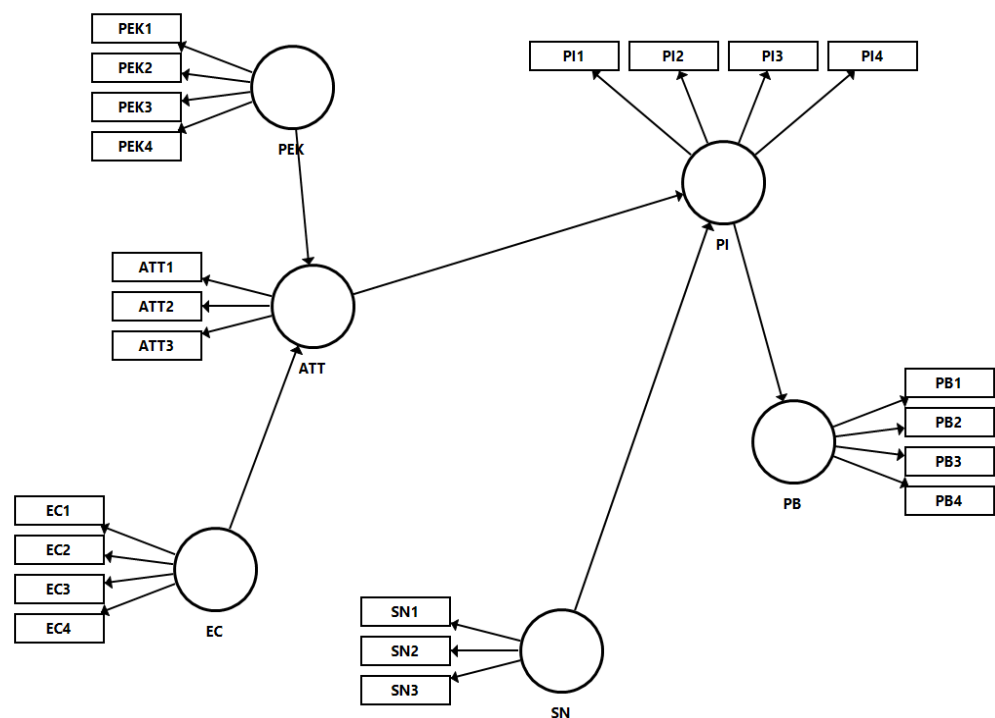 PEK1
PEK2
PEK3
PEK4
PEK
PI1
PI2
PI3
PI4
PI
ATT1
ATT2
ATT3
ATT
PB1
PB2
PB3
PB4
PB
EC1
EC2
EC3
EC4
EC
SN1
SN2
SN3
SN